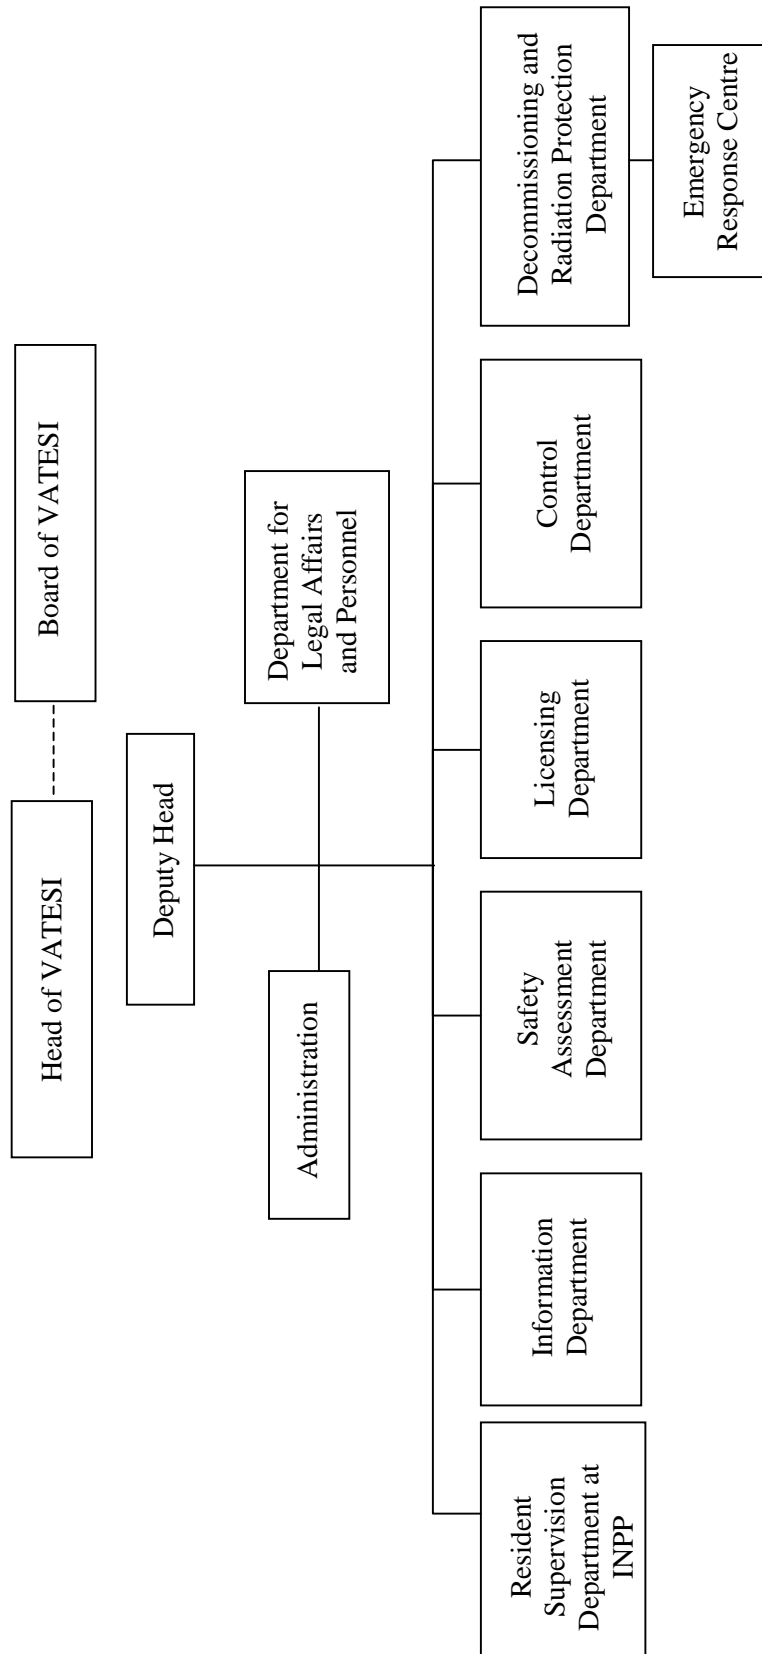 Head of VATESI
Board of VATESI
Deputy Head
Administration
Department for
Legal Affairs
and Personnel
Resident
Supervision
Department at
INPP
Information
Department
Safety
Assessment
Department
Licensing
Department
Control
Department
Decommissioning and
Radiation Protection
Department
Emergency
Response Centre